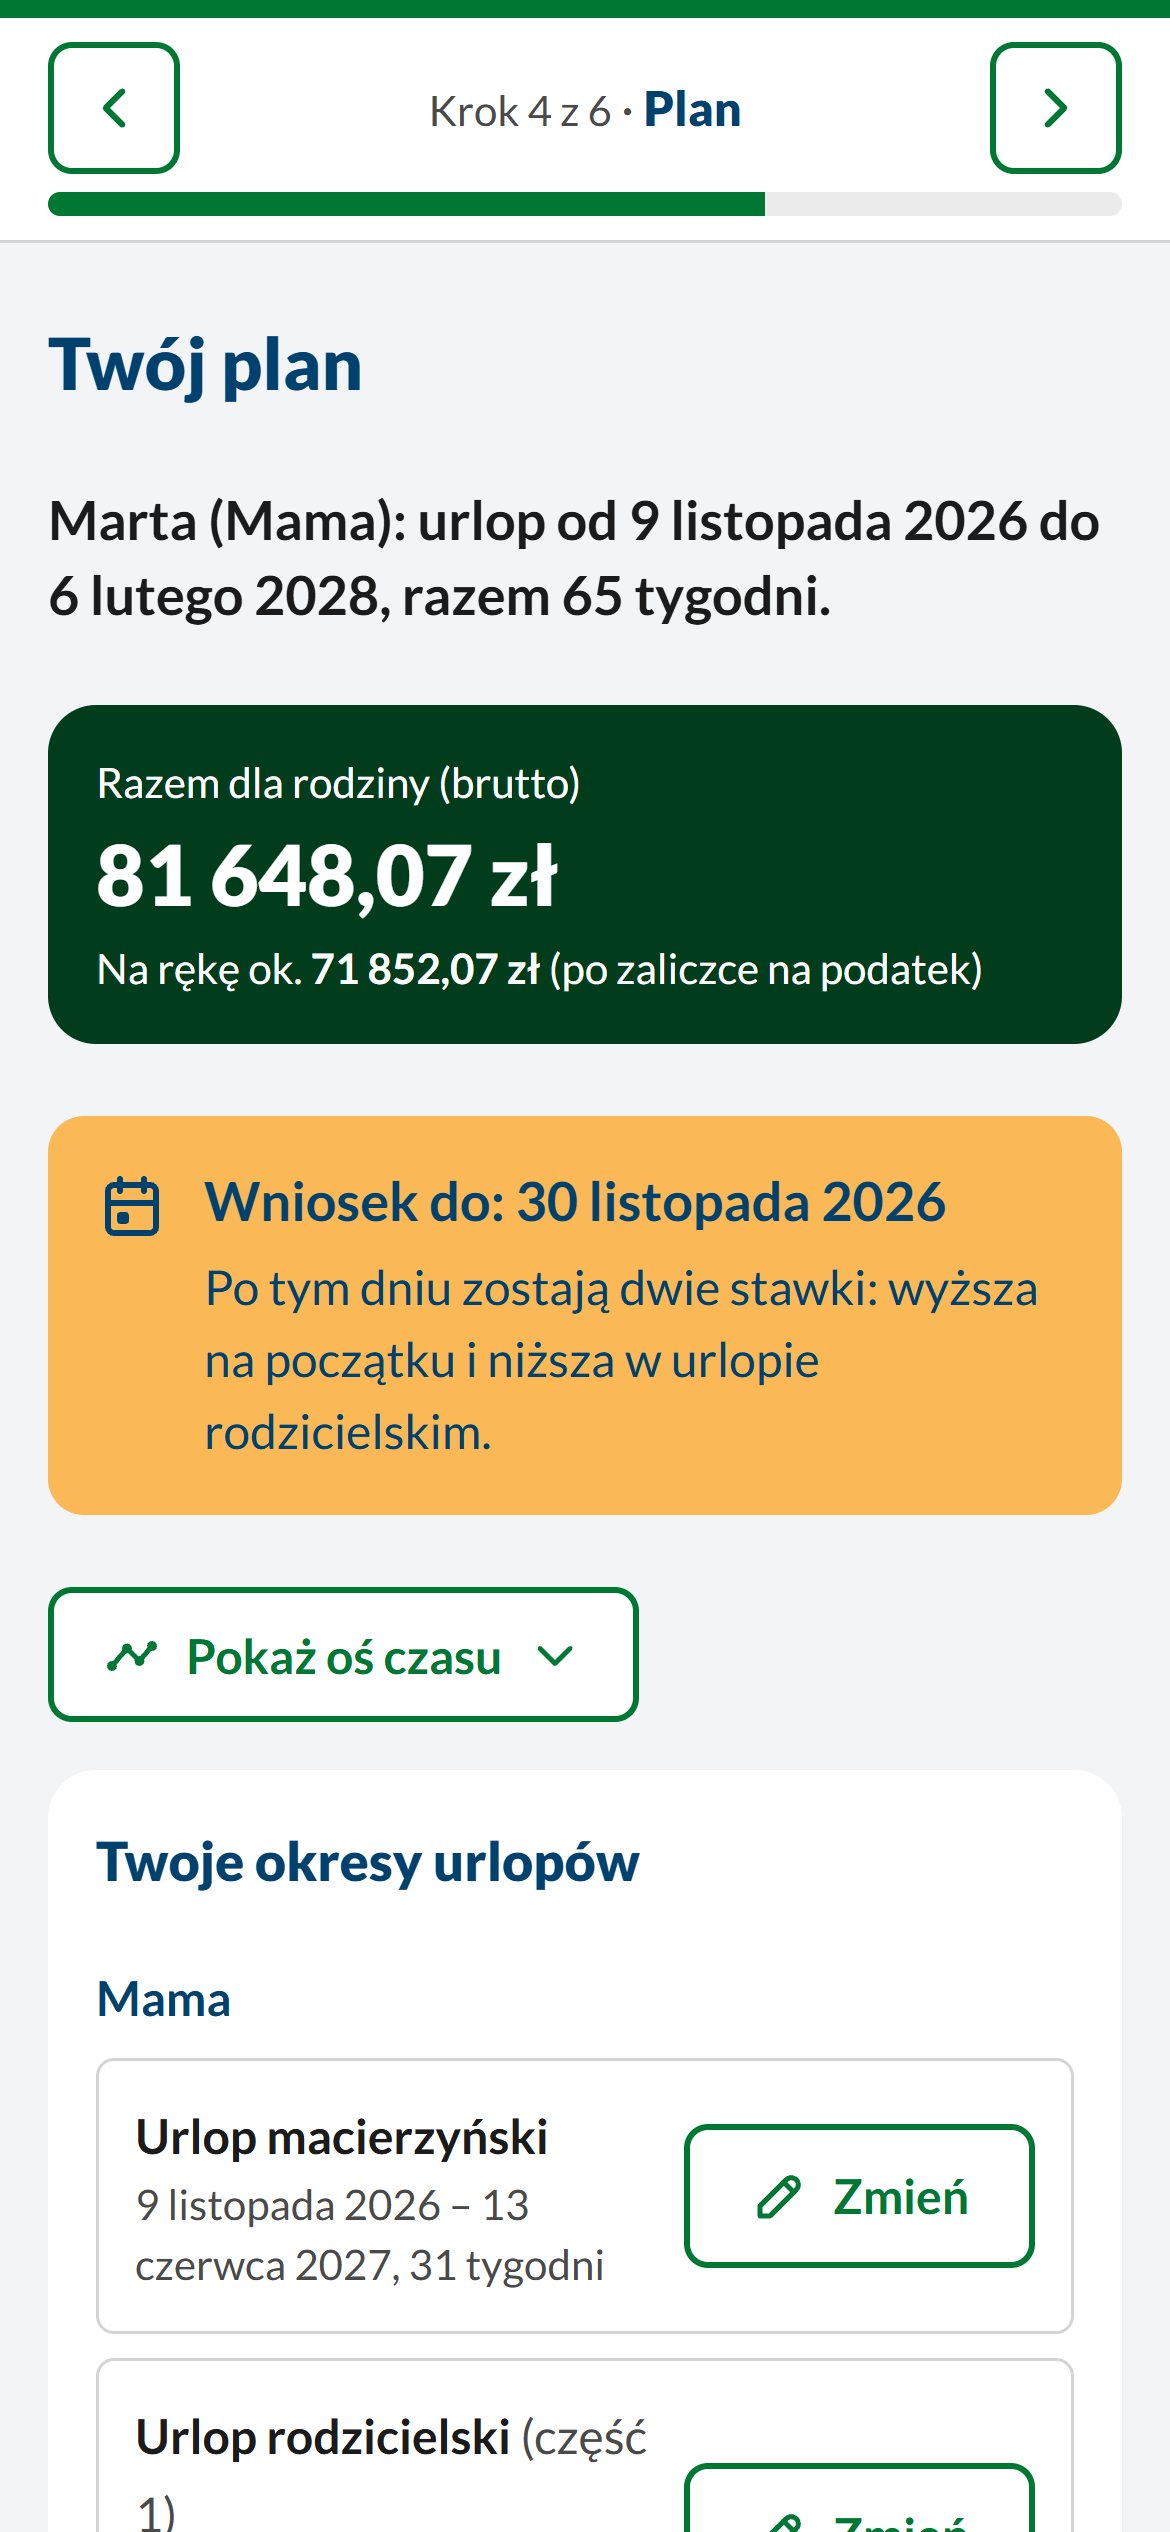 Krok 4 z 6 · Plan
Twój plan
Marta (Mama): urlop od 9 listopada 2026 do
6 lutego 2028, razem 65 tygodni.
Razem dla rodziny (brutto)
81 648,07 zł
Na rękę ok. 71 852,07 zł (po zaliczce na podatek)
Wniosek do: 30 listopada 2026
Po tym dniu zostają dwie stawki: wyższa
na początku i niższa w urlopie
rodzicielskim.
Pokaż oś czasu
Twoje okresy urlopów
Mama
Urlop macierzyński
9 listopada 2026 – 13
czerwca 2027, 31 tygodni
Zmień
Urlop rodzicielski (część
1)
Zmień